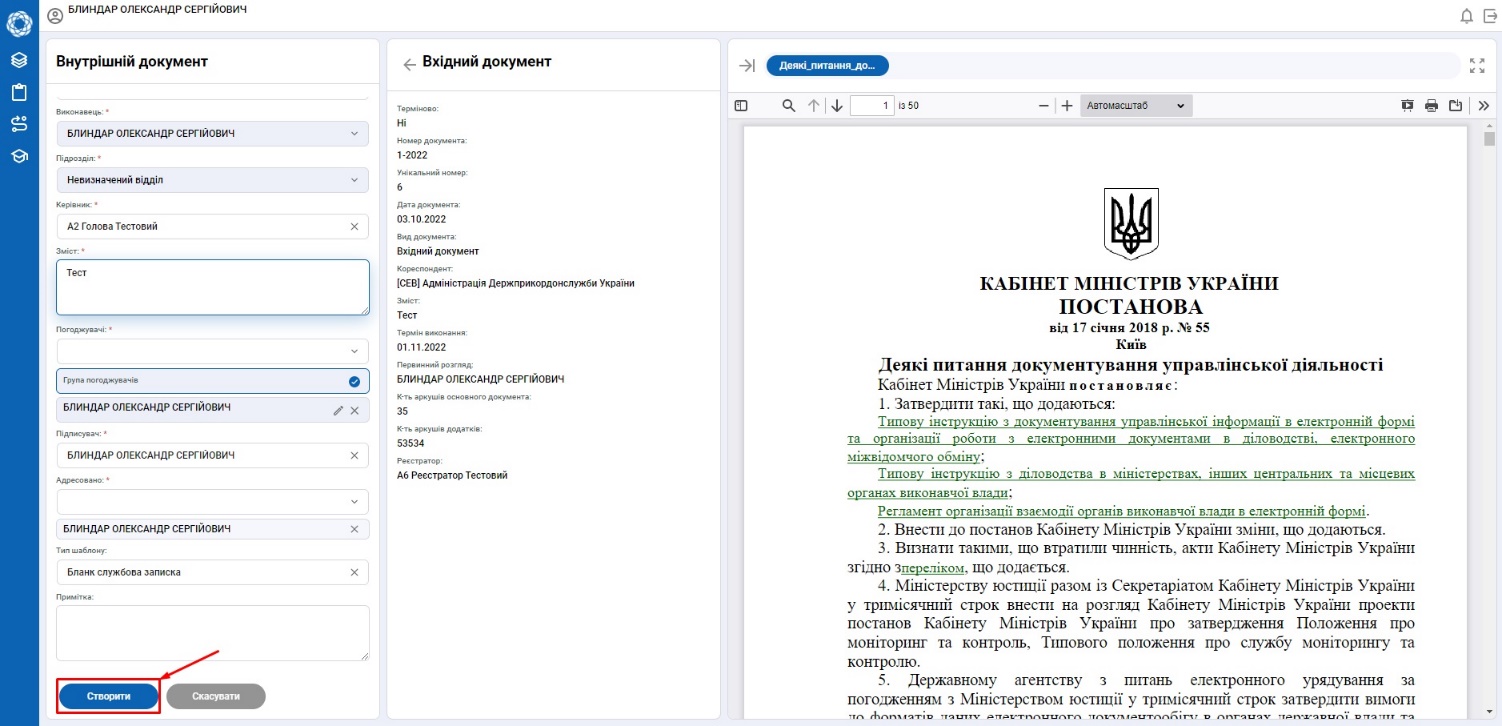 БЛИНДАР ОЛЕКСАНДР СЕРГІЙОВИЧ
Внутрішній документ
Виконавець: *
БЛИНДАР ОЛЕКСАНДР СЕРГІЙОВИЧ
Підрозділ: *
Невизначений відділ
Керівник: *
А2 Голова Тестовий
Зміст: *
Тест
Погоджувачі: *
Група погоджувачів
БЛИНДАР ОЛЕКСАНДР СЕРГІЙОВИЧ
Підписувач: *
БЛИНДАР ОЛЕКСАНДР СЕРГІЙОВИЧ
Адресовано: *
БЛИНДАР ОЛЕКСАНДР СЕРГІЙОВИЧ
Тип шаблону:
Бланк службова записка
Примітка:
Створити
Скасувати
Вхідний документ
Терміново:
Ні
Номер документа:
1-2022
Унікальний номер:
6
Дата документа:
03.10.2022
Вид документа:
Вхідний документ
Кореспондент:
[СЕВ] Адміністрація Держприкордонслужби України
Зміст:
Тест
Термін виконання:
01.11.2022
Первинний розгляд:
БЛИНДАР ОЛЕКСАНДР СЕРГІЙОВИЧ
К-ть аркушів основного документа:
35
К-ть аркушів додатків:
53534
Реєстратор:
А6 Реєстратор Тестовий
Деякі_питання_до...
1 із 50
Автомасштаб
КАБІНЕТ МІНІСТРІВ УКРАЇНИ
ПОСТАНОВА
від 17 січня 2018 р. № 55
Київ
Деякі питання документування управлінської діяльності
Кабінет Міністрів України постановляє:
1. Затвердити такі, що додаються:
Типову інструкцію з документування управлінської інформації в електронній формі
та організації роботи з електронними документами в діловодстві, електронного
міжвідомчого обміну;
Типову інструкцію з діловодства в міністерствах, інших центральних та місцевих
органах виконавчої влади;
Регламент організації взаємодії органів виконавчої влади в електронній формі.
2. Внести до постанов Кабінету Міністрів України зміни, що додаються.
3. Визнати такими, що втратили чинність, акти Кабінету Міністрів України
згідно зпереліком, що додається.
4. Міністерству юстиції разом із Секретаріатом Кабінету Міністрів України
у тримісячний строк внести на розгляд Кабінету Міністрів України проекти
постанов Кабінету Міністрів України про затвердження Положення про
моніторинг та контроль, Типового положення про службу моніторингу та
контролю.
5. Державному агентству з питань електронного урядування за
погодженням з Міністерством юстиції у тримісячний строк затвердити вимоги
до форматів даних електронного документообігу в органах державної влади та